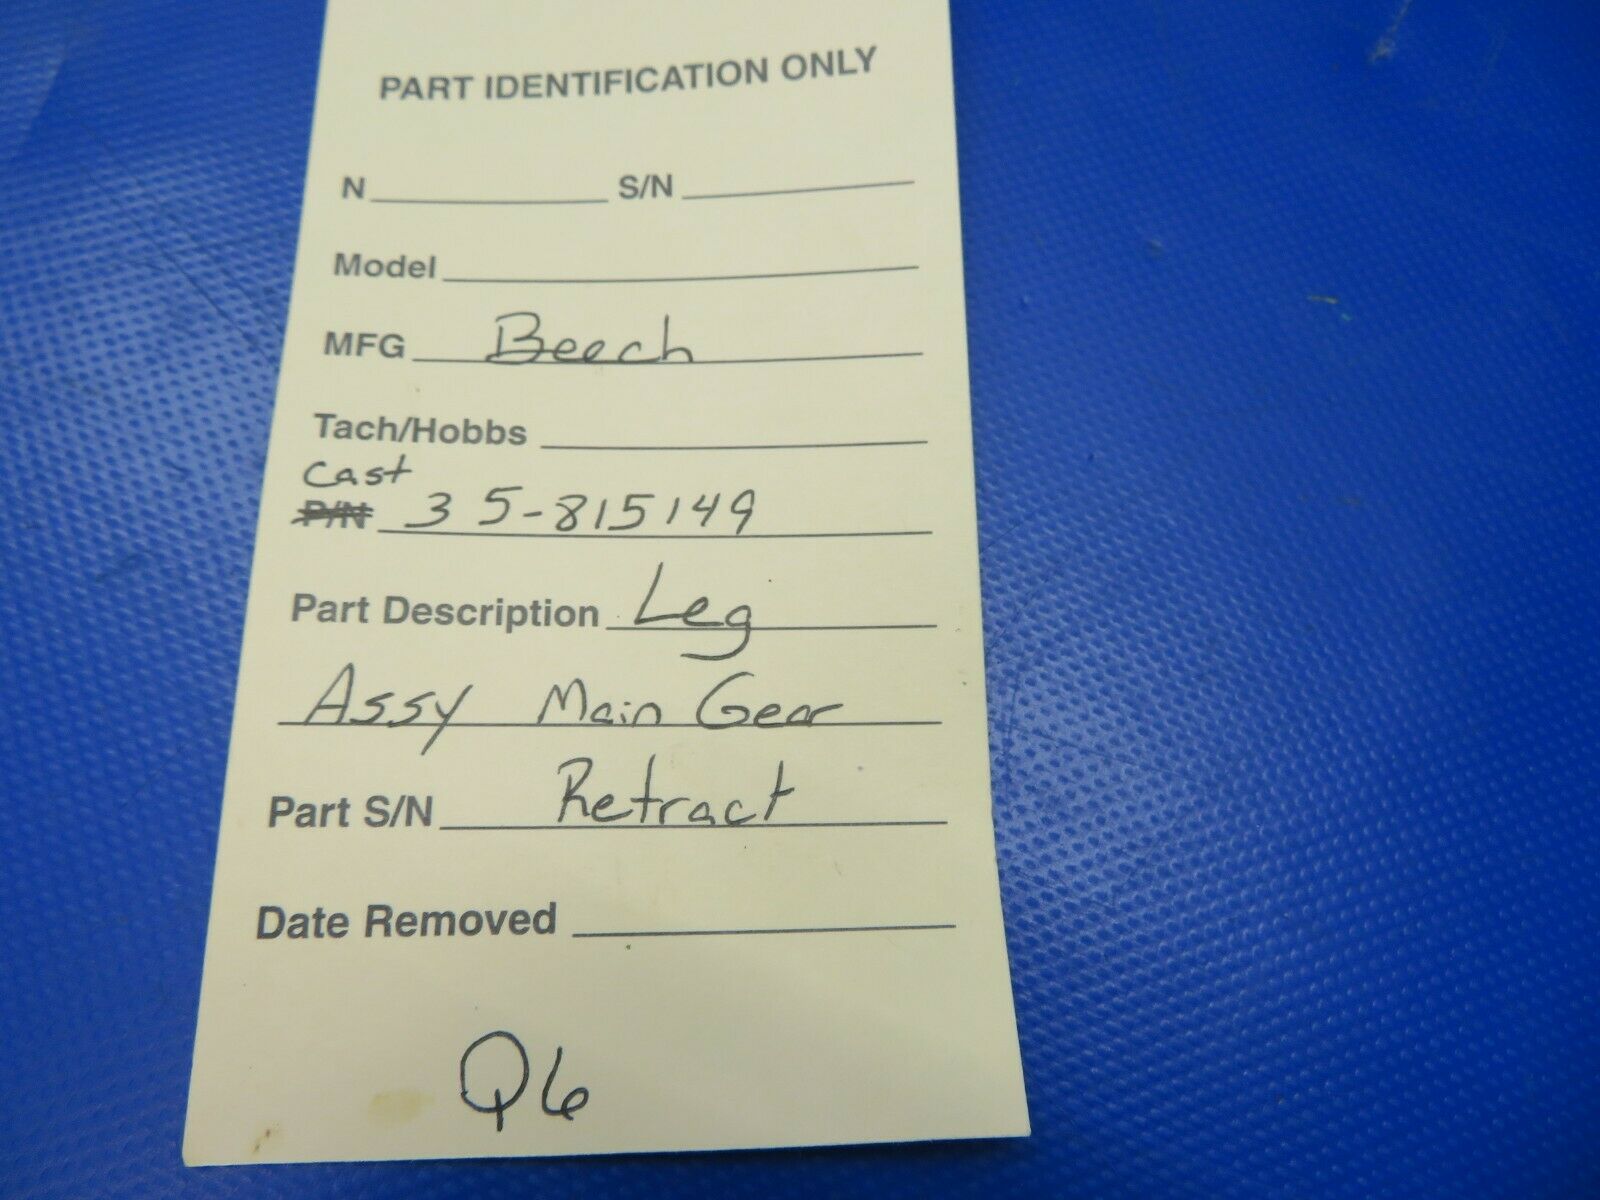 PART IDENTIFICATION ONLY
N S/N
Model
MFG Beech
Tach/Hobbs
Cast
P/N 35-815149
Part Description Leg
Assy Main Gear
Part S/N Retract
Date Removed
Q6